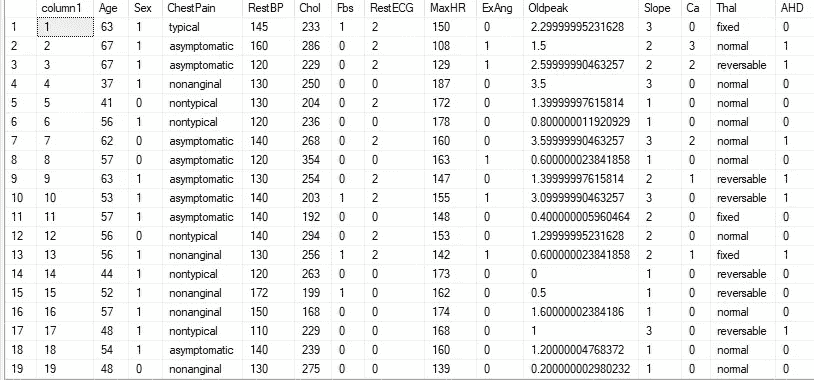 column1 Age Sex ChestPain RestBP Chol Fbs RestECG MaxHR ExAng Oldpeak Slope Ca Thal AHD
1 1 63 1 typical 145 233 1 2 150 0 2.29999995231628 3 0 fixed 0
2 2 67 1 asymptomatic 160 286 0 2 108 1 1.5 2 3 normal 1
3 3 67 1 asymptomatic 120 229 0 2 129 1 2.59999990463257 2 2 reversable 1
4 4 37 1 nonanginal 130 250 0 0 187 0 3.5 3 0 normal 0
5 5 41 0 nontypical 130 204 0 2 172 0 1.39999997615814 1 0 normal 0
6 6 56 1 nontypical 120 236 0 0 178 0 0.800000011920929 1 0 normal 0
7 7 62 0 asymptomatic 140 268 0 2 160 0 3.59999990463257 3 2 normal 1
8 8 57 0 asymptomatic 120 354 0 0 163 1 0.600000023841858 1 0 normal 0
9 9 63 1 asymptomatic 130 254 0 2 147 0 1.39999997615814 2 1 reversable 1
10 10 53 1 asymptomatic 140 203 1 2 155 1 3.09999990463257 3 0 reversable 1
11 11 57 1 asymptomatic 140 192 0 0 148 0 0.400000005960464 2 0 fixed 0
12 12 56 0 nontypical 140 294 0 2 153 0 1.29999995231628 2 0 normal 0
13 13 56 1 nonanginal 130 256 1 2 142 1 0.600000023841858 2 1 fixed 1
14 14 44 1 nontypical 120 263 0 0 173 0 0 1 0 reversable 0
15 15 52 1 nonanginal 172 199 1 0 162 0 0.5 1 0 reversable 0
16 16 57 1 nonanginal 150 168 0 0 174 0 1.60000002384186 1 0 normal 0
17 17 48 1 nontypical 110 229 0 0 168 0 1 3 0 reversable 1
18 18 54 1 asymptomatic 140 239 0 0 160 0 1.20000004768372 1 0 normal 0
19 19 48 0 nonanginal 130 275 0 0 139 0 0.200000002980232 1 0 normal 0